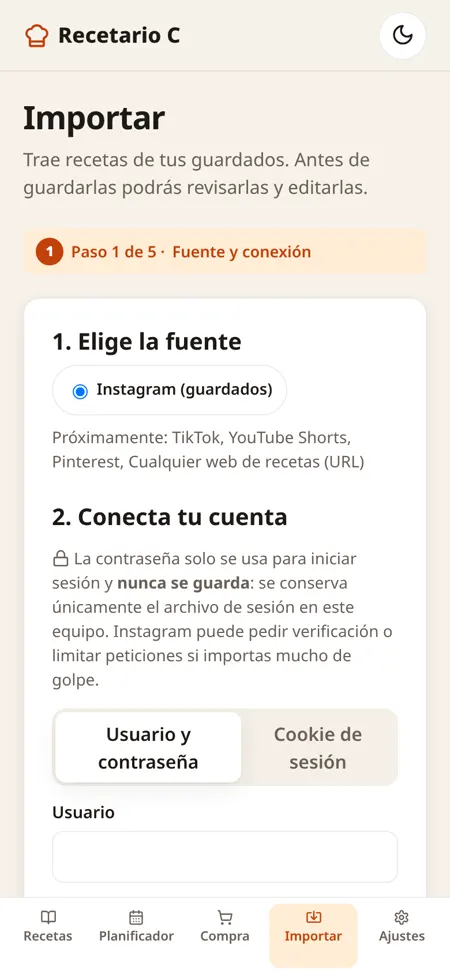 Recetario C
Importar
Trae recetas de tus guardados. Antes de
guardarlas podrás revisarlas y editarlas.
1 Paso 1 de 5 · Fuente y conexión
1. Elige la fuente
Instagram (guardados)
Próximamente: TikTok, YouTube Shorts,
Pinterest, Cualquier web de recetas (URL)
2. Conecta tu cuenta
La contraseña solo se usa para iniciar
sesión y nunca se guarda: se conserva
únicamente el archivo de sesión en este
equipo. Instagram puede pedir verificación o
limitar peticiones si importas mucho de
golpe.
Usuario y
contraseña
Cookie de
sesión
Usuario
Recetas
Planificador
Compra
Importar
Ajustes